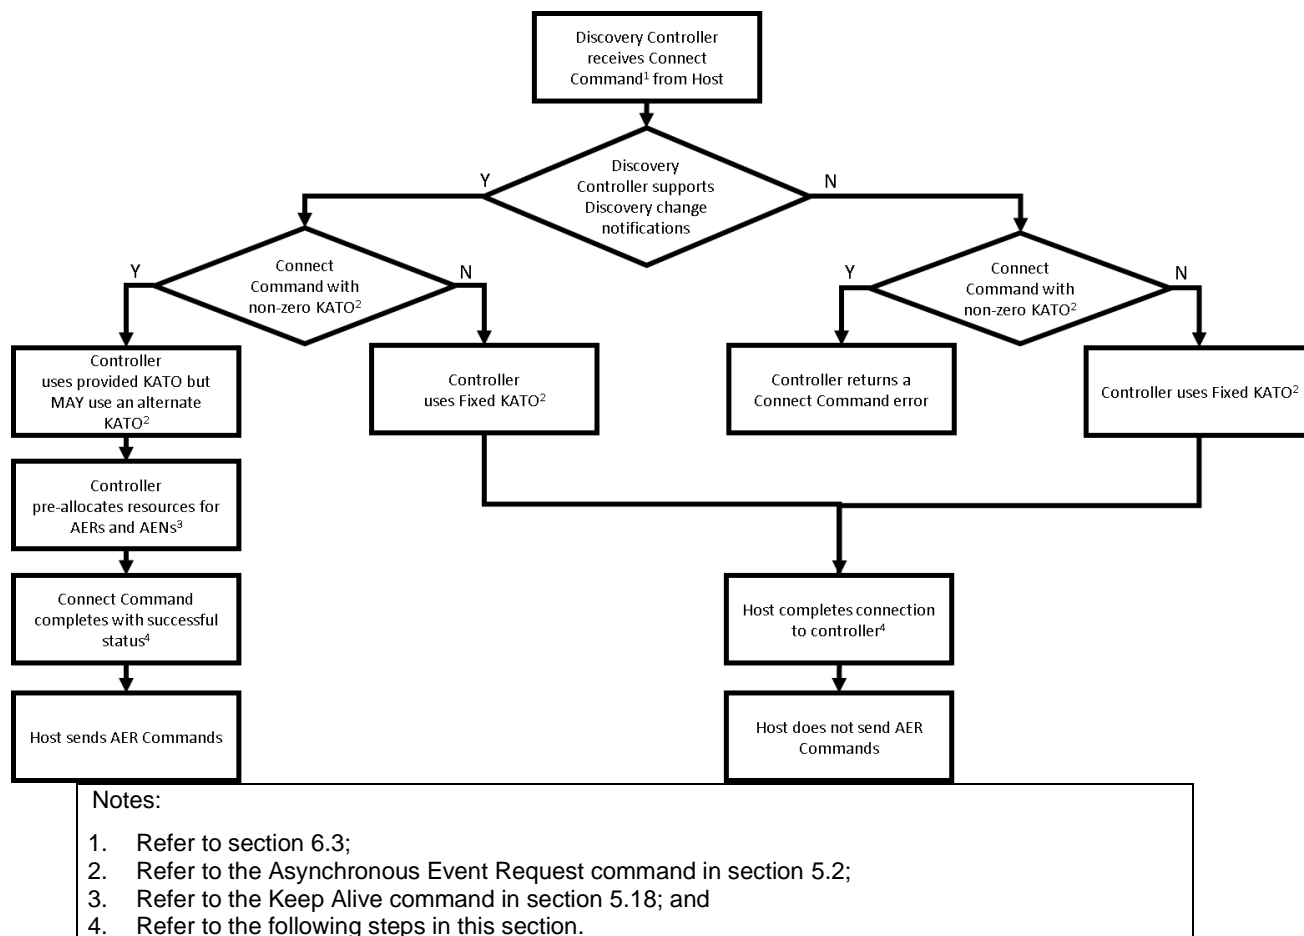 Discovery Controller
receives Connect
Command¹ from Host
Discovery
Controller supports
Discovery change
notifications
Y
N
Connect
Command with
non-zero KATO²
Y
N
Connect
Command with
non-zero KATO²
Y
N
Controller
uses provided KATO but
MAY use an alternate
KATO²
Controller
uses Fixed KATO²
Controller returns a
Connect Command error
Controller uses Fixed KATO²
Controller
pre-allocates resources for
AERs and AENs³
Connect Command
completes with successful
status⁴
Host completes connection
to controller⁴
Host sends AER Commands
Host does not send AER
Commands
Notes:
1. Refer to section 6.3;
2. Refer to the Asynchronous Event Request command in section 5.2;
3. Refer to the Keep Alive command in section 5.18; and
4. Refer to the following steps in this section.